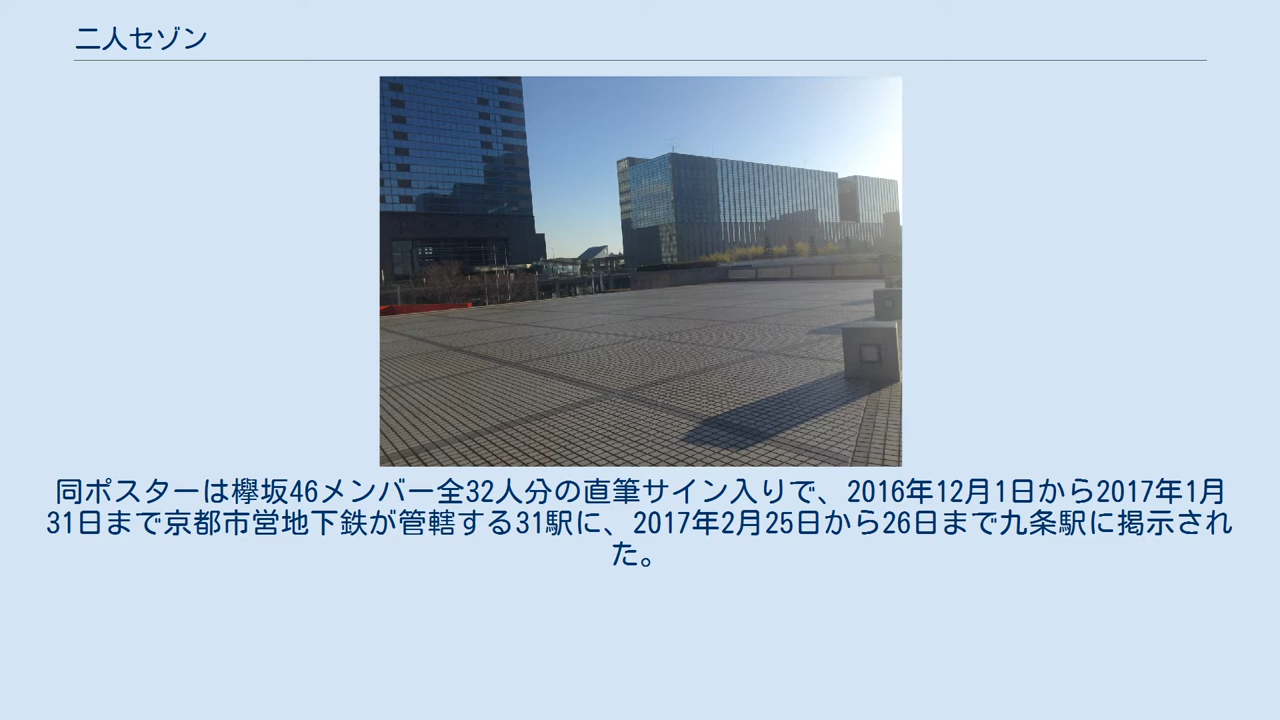 二人セゾン
同ポスターは欅坂46メンバー全32人分の直筆サイン入りで、2016年12月1日から2017年1月
31日まで京都市営地下鉄が管轄する31駅に、2017年2月25日から26日まで九条駅に掲示され
た。